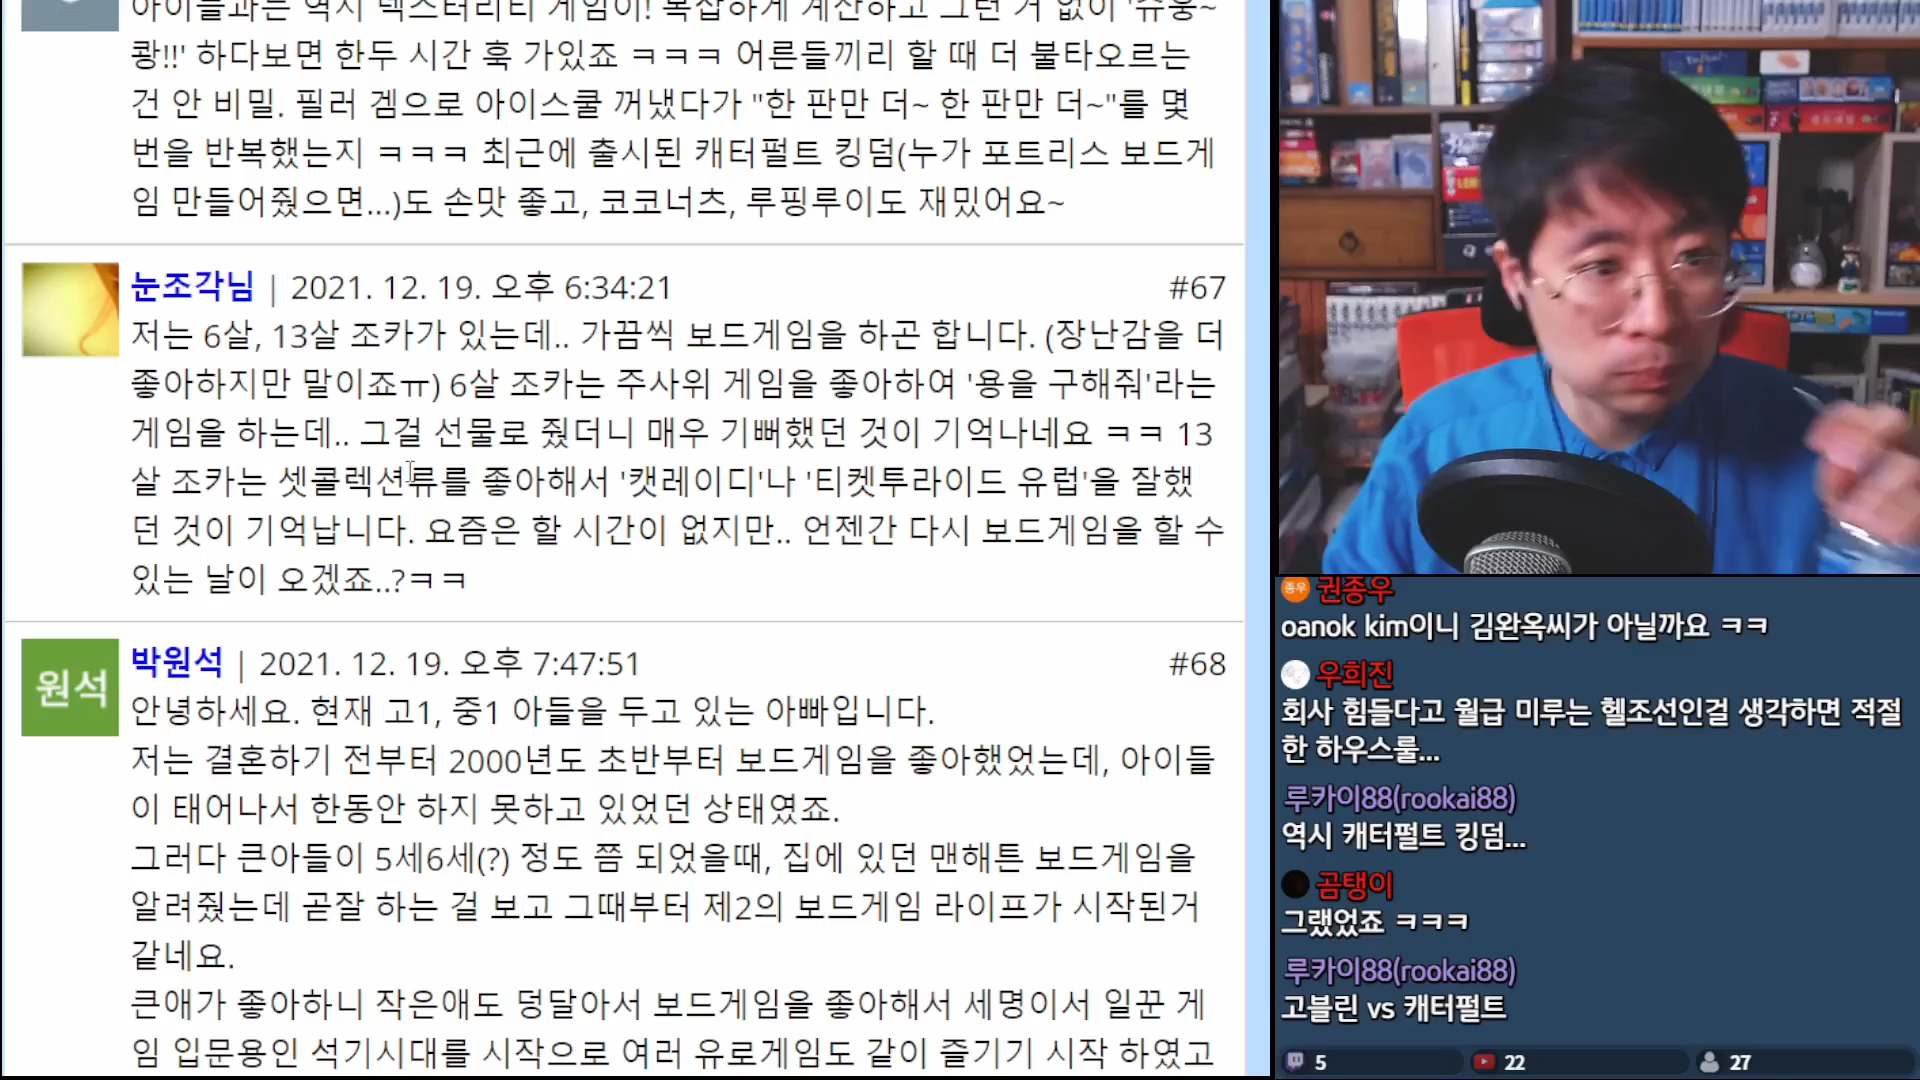 아이들과는 역시 덱스터리티 게임이! 복잡하게 계산하고 그런 거 없이 '슈웅~
쾅!!' 하다보면 한두 시간 훅 가있죠 ㅋㅋㅋ 어른들끼리 할 때 더 불타오르는
건 안 비밀. 필러 겜으로 아이스쿨 꺼냈다가 "한 판만 더~ 한 판만 더~"를 몇
번을 반복했는지 ㅋㅋㅋ 최근에 출시된 캐터펄트 킹덤(누가 포트리스 보드게
임 만들어줬으면...)도 손맛 좋고, 코코너츠, 루핑루이도 재밌어요~
눈조각님 | 2021. 12. 19. 오후 6:34:21 #67
저는 6살, 13살 조카가 있는데.. 가끔씩 보드게임을 하곤 합니다. (장난감을 더
좋아하지만 말이죠ㅠ) 6살 조카는 주사위 게임을 좋아하여 '용을 구해줘'라는
게임을 하는데.. 그걸 선물로 줬더니 매우 기뻐했던 것이 기억나네요 ㅋㅋ 13
살 조카는 셋콜렉션류를 좋아해서 '캣레이디'나 '티켓투라이드 유럽'을 잘했
던 것이 기억납니다. 요즘은 할 시간이 없지만.. 언젠간 다시 보드게임을 할 수
있는 날이 오겠죠..?ㅋㅋ
원석
박원석 | 2021. 12. 19. 오후 7:47:51 #68
안녕하세요. 현재 고1, 중1 아들을 두고 있는 아빠입니다.
저는 결혼하기 전부터 2000년도 초반부터 보드게임을 좋아했었는데, 아이들
이 태어나서 한동안 하지 못하고 있었던 상태였죠.
그러다 큰아들이 5세6세(?) 정도 쯤 되었을때, 집에 있던 맨해튼 보드게임을
알려줬는데 곧잘 하는 걸 보고 그때부터 제2의 보드게임 라이프가 시작된거
같네요.
큰애가 좋아하니 작은애도 덩달아서 보드게임을 좋아해서 세명이서 일꾼 게
임 입문용인 석기시대를 시작으로 여러 유로게임도 같이 즐기기 시작 하였고
종우 권종우
oanok kim이니 김완옥씨가 아닐까요 ㅋㅋ
우희진
회사 힘들다고 월급 미루는 헬조선인걸 생각하면 적절
한 하우스룰...
루카이88(rookai88)
역시 캐터펄트 킹덤...
곰탱이
그랬었죠 ㅋㅋㅋ
루카이88(rookai88)
고블린 vs 캐터펄트
5 22 27